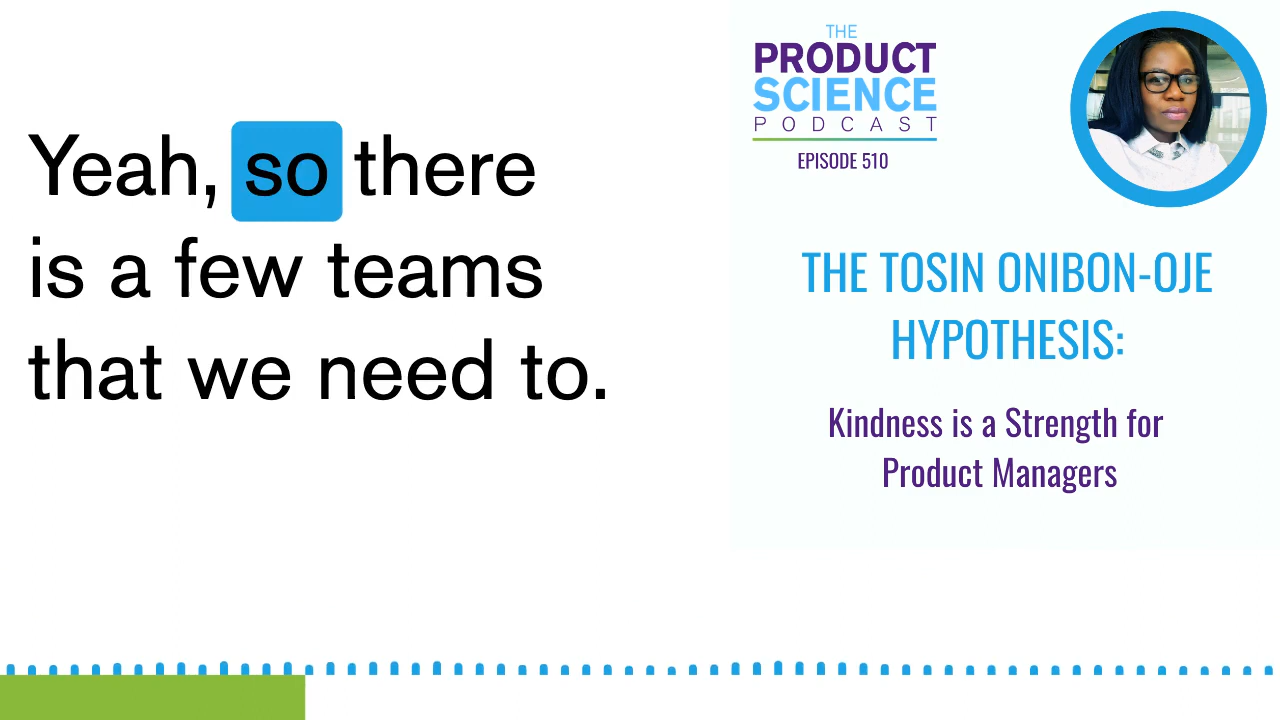 Yeah, so there
is a few teams
that we need to.
THE
PRODUCT
SCIENCE
PODCAST
EPISODE 510
THE TOSIN ONIBON-OJE
HYPOTHESIS:
Kindness is a Strength for
Product Managers